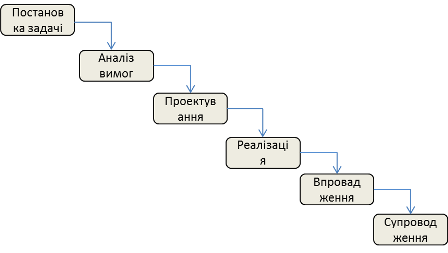 Постанов
ка задачі
Аналіз
вимог
Проектув
ання
Реалізаці
я
Впровад
ження
Супровод
ження